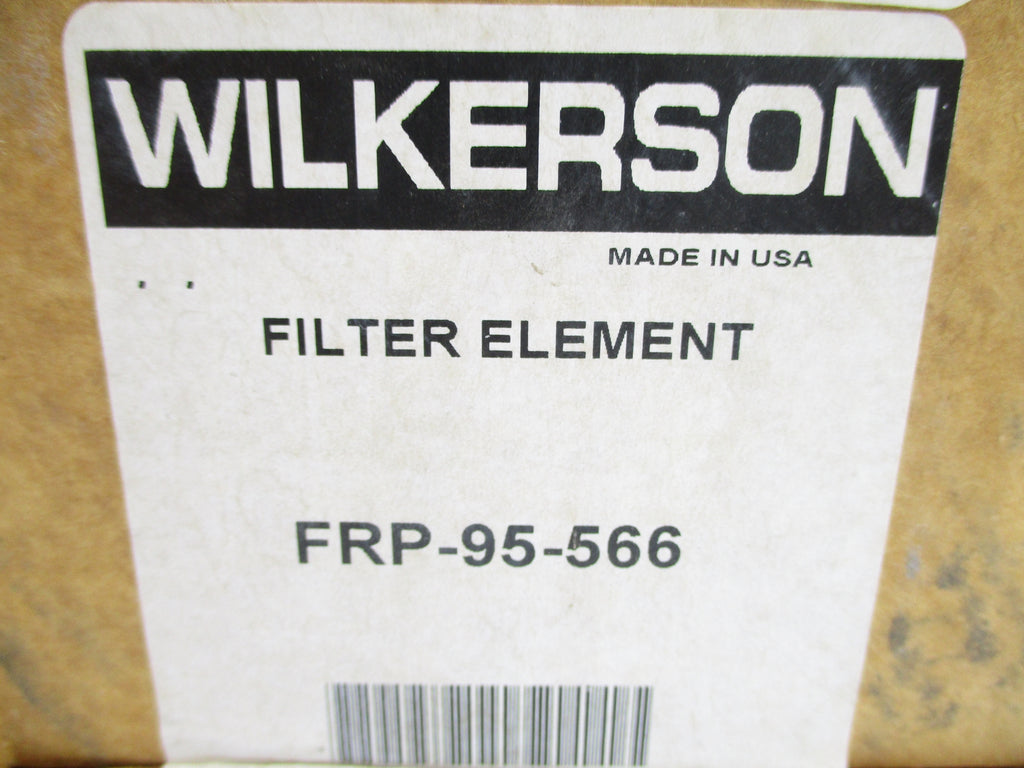 WILKERSON
MADE IN USA
FILTER ELEMENT
FRP-95-566